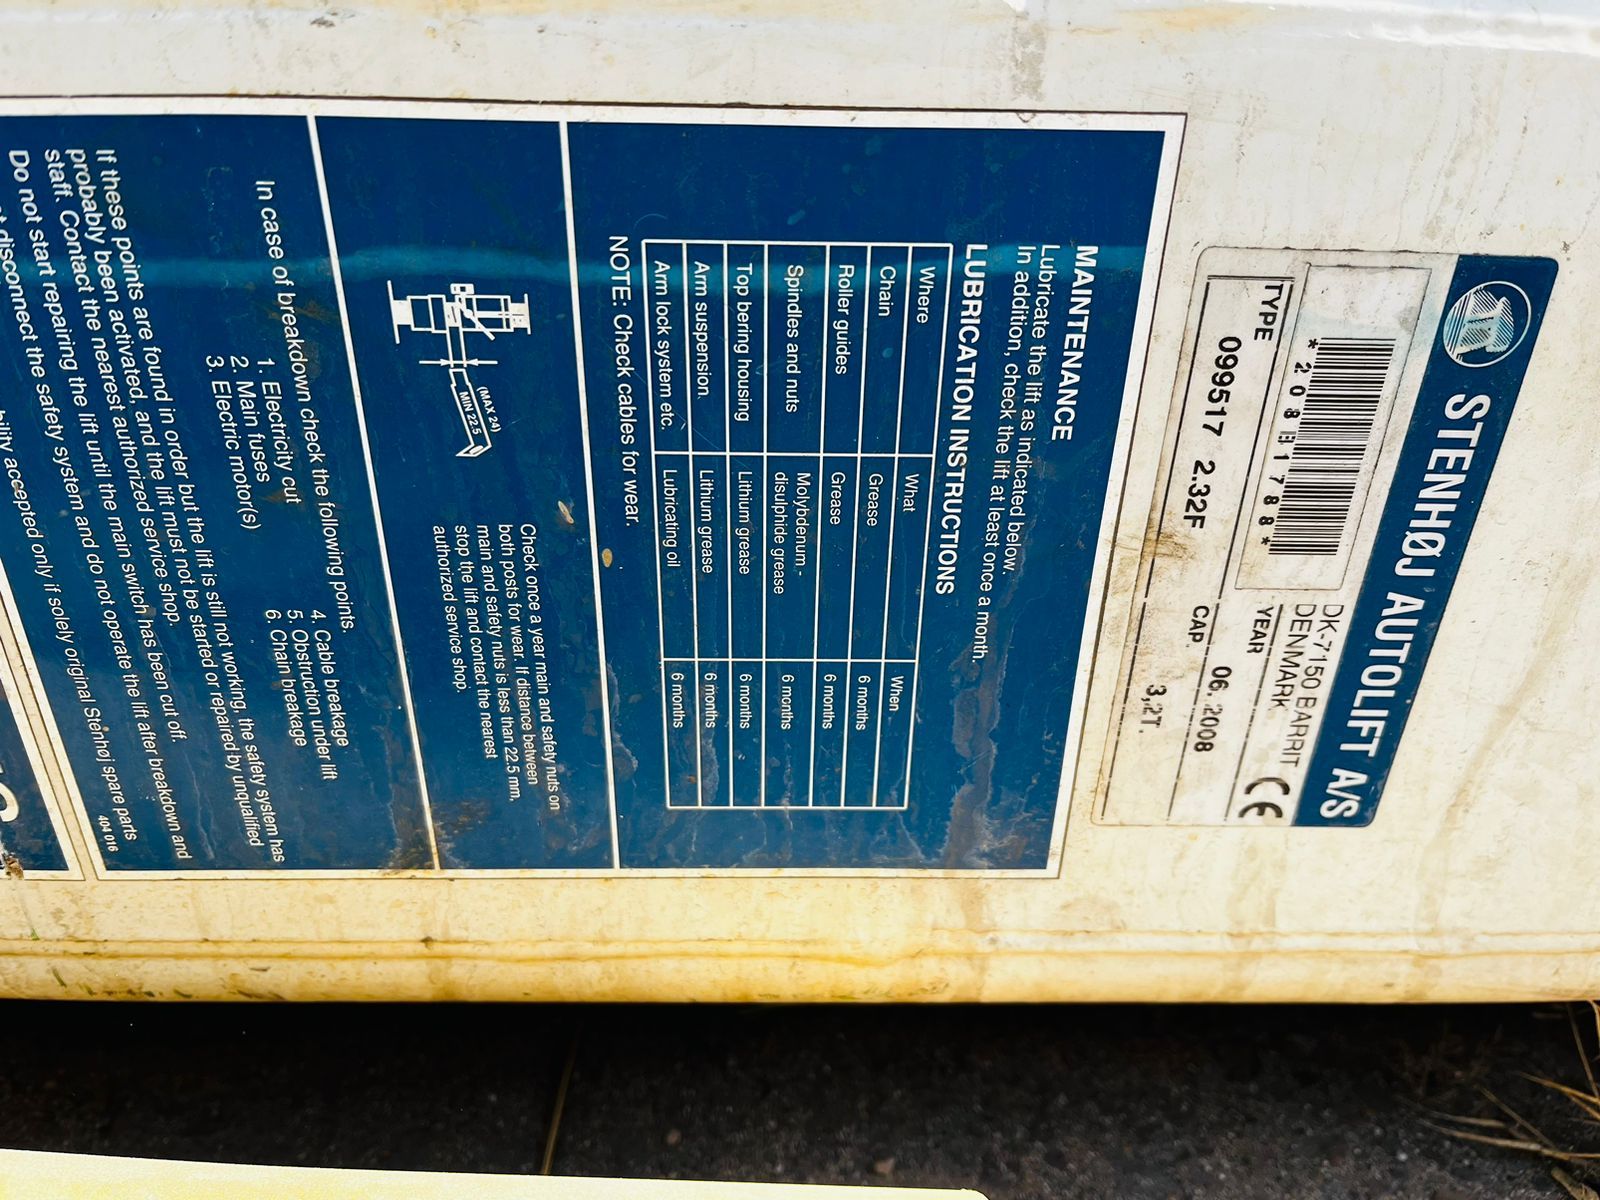 STENHØJ AUTOLIFT A/S
DK-7150 BARRIT
DENMARK
CE
YEAR 06.2008
TYPE 099517 2.32F
CAP. 3,2T.
MAINTENANCE
Lubricate the lift as indicated below.
In addition, check the lift at least once a month.
LUBRICATION INSTRUCTIONS
Where What When
Chain Grease 6 months
Roller guides Grease 6 months
Spindles and nuts Molybdenum - disulphide grease 6 months
Top bering housing Lithium grease 6 months
Arm suspension. Lithium grease 6 months
Arm lock system etc. Lubricating oil 6 months
NOTE: Check cables for wear.
(MAX 24)
MIN 22.5
Check once a year main and safety nuts on
both posts for wear. If distance between
main and safety nuts is less than 22.5 mm,
stop the lift and contact the nearest
authorized service shop.
In case of breakdown check the following points.
1. Electricity cut
2. Main fuses
3. Electric motor(s)
4. Cable breakage
5. Obstruction under lift
6. Chain breakage
If these points are found in order but the lift is still not working, the safety system has
probably been activated, and the lift must not be started or repaired by unqualified
staff. Contact the nearest authorized service shop.
Do not start repairing the lift until the main switch has been cut off.
disconnect the safety system and do not operate the lift after breakdown and
accepted only if solely original Stenhøj spare parts
404 016